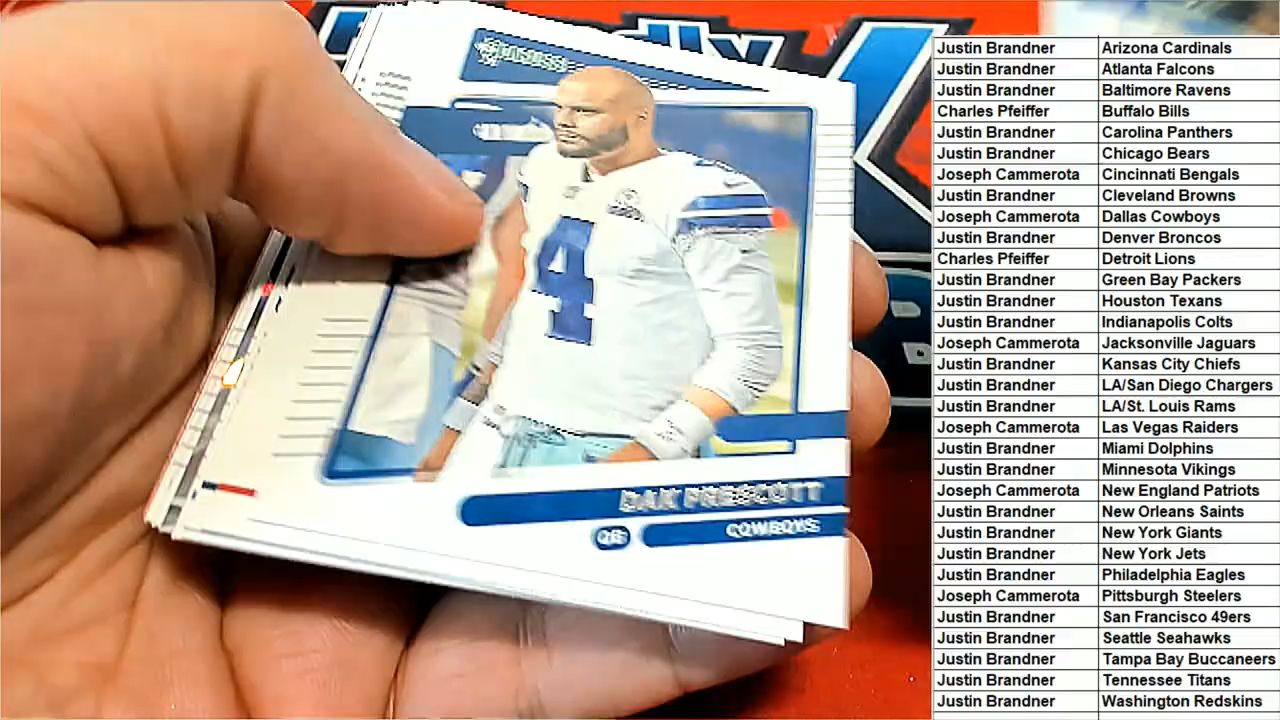 4
DAK PRESCOTT
QB COWBOYS
Justin Brandner Arizona Cardinals
Justin Brandner Atlanta Falcons
Justin Brandner Baltimore Ravens
Charles Pfeiffer Buffalo Bills
Justin Brandner Carolina Panthers
Justin Brandner Chicago Bears
Joseph Cammerota Cincinnati Bengals
Justin Brandner Cleveland Browns
Joseph Cammerota Dallas Cowboys
Justin Brandner Denver Broncos
Charles Pfeiffer Detroit Lions
Justin Brandner Green Bay Packers
Justin Brandner Houston Texans
Justin Brandner Indianapolis Colts
Joseph Cammerota Jacksonville Jaguars
Justin Brandner Kansas City Chiefs
Justin Brandner LA/San Diego Chargers
Justin Brandner LA/St. Louis Rams
Joseph Cammerota Las Vegas Raiders
Justin Brandner Miami Dolphins
Justin Brandner Minnesota Vikings
Joseph Cammerota New England Patriots
Justin Brandner New Orleans Saints
Justin Brandner New York Giants
Justin Brandner New York Jets
Justin Brandner Philadelphia Eagles
Joseph Cammerota Pittsburgh Steelers
Justin Brandner San Francisco 49ers
Justin Brandner Seattle Seahawks
Justin Brandner Tampa Bay Buccaneers
Justin Brandner Tennessee Titans
Justin Brandner Washington Redskins